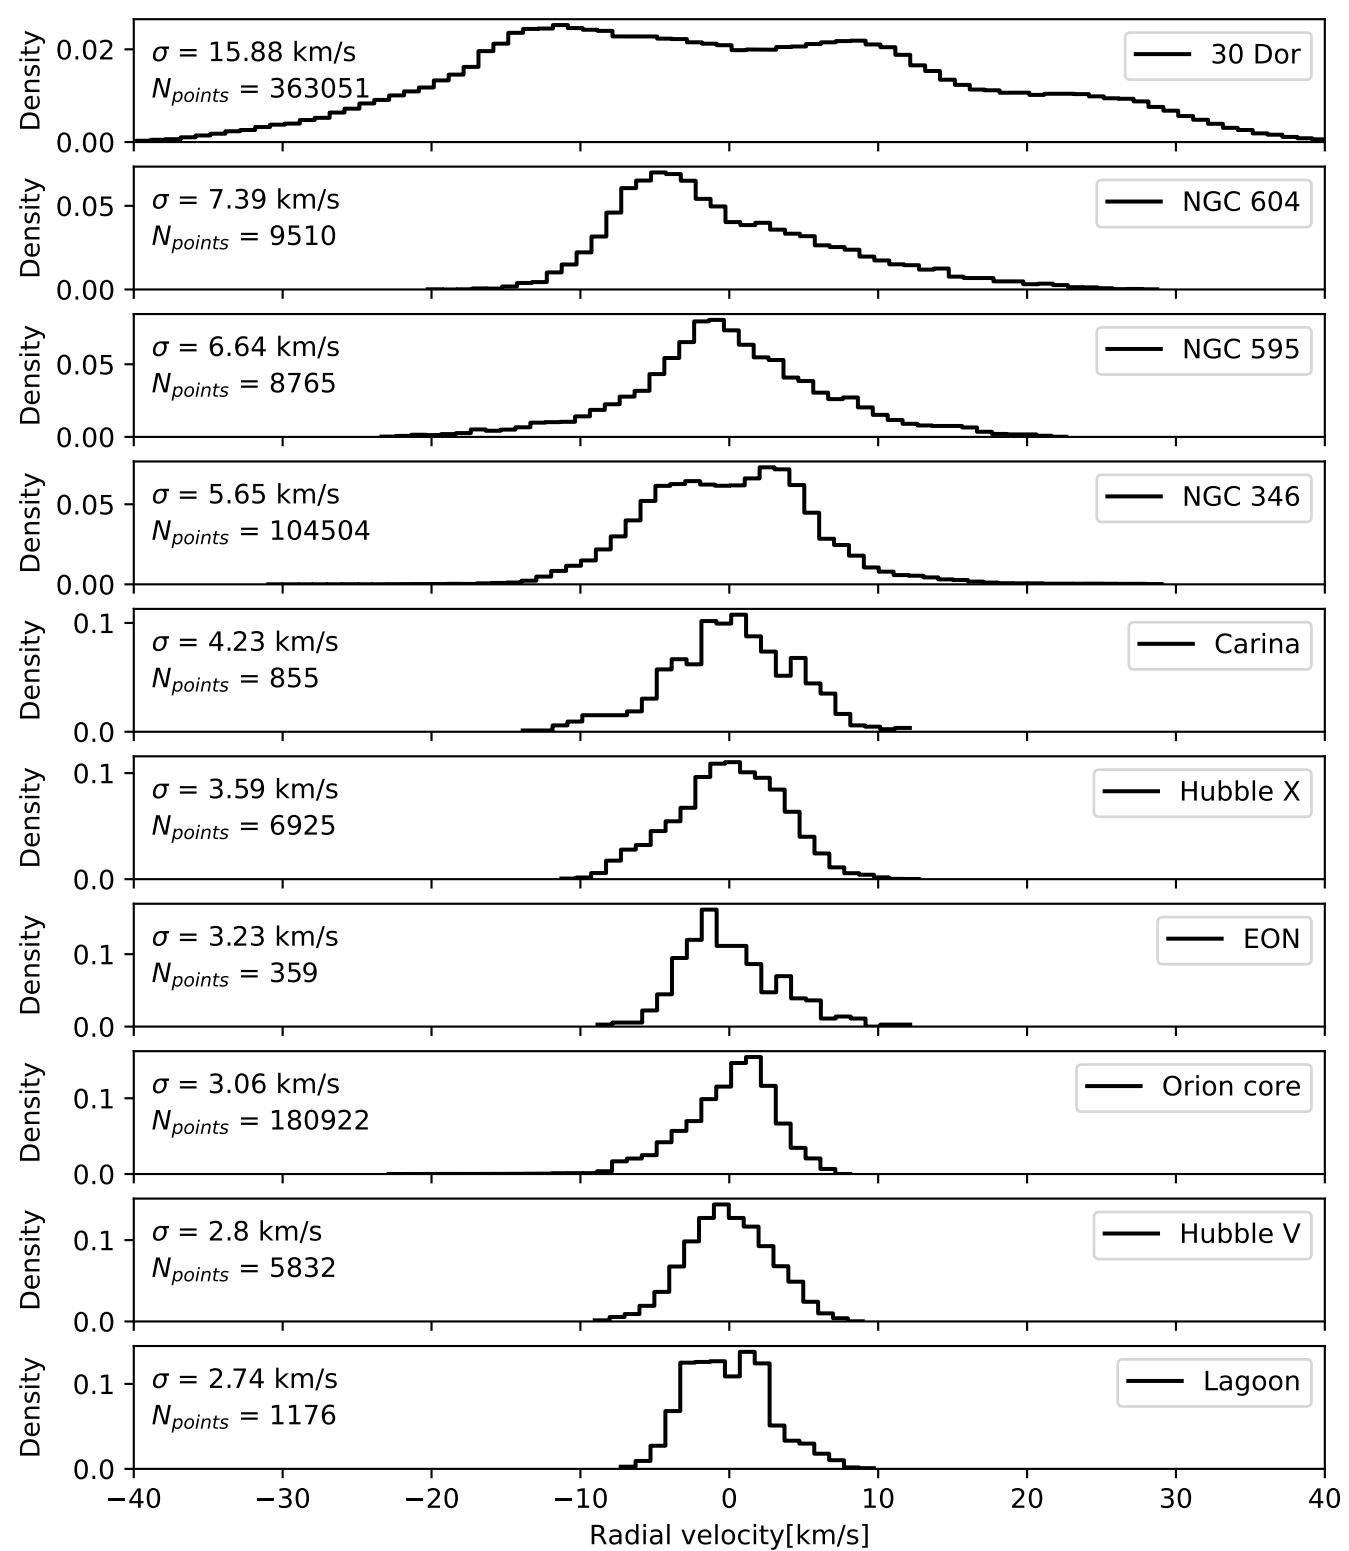 Density
0.02
0.00
σ = 15.88 km/s
N_points = 363051
30 Dor
Density
0.05
0.00
σ = 7.39 km/s
N_points = 9510
NGC 604
Density
0.05
0.00
σ = 6.64 km/s
N_points = 8765
NGC 595
Density
0.05
0.00
σ = 5.65 km/s
N_points = 104504
NGC 346
Density
0.1
0.0
σ = 4.23 km/s
N_points = 855
Carina
Density
0.1
0.0
σ = 3.59 km/s
N_points = 6925
Hubble X
Density
0.1
0.0
σ = 3.23 km/s
N_points = 359
EON
Density
0.1
0.0
σ = 3.06 km/s
N_points = 180922
Orion core
Density
0.1
0.0
σ = 2.8 km/s
N_points = 5832
Hubble V
Density
0.1
0.0
σ = 2.74 km/s
N_points = 1176
Lagoon
−40 −30 −20 −10 0 10 20 30 40
Radial velocity[km/s]